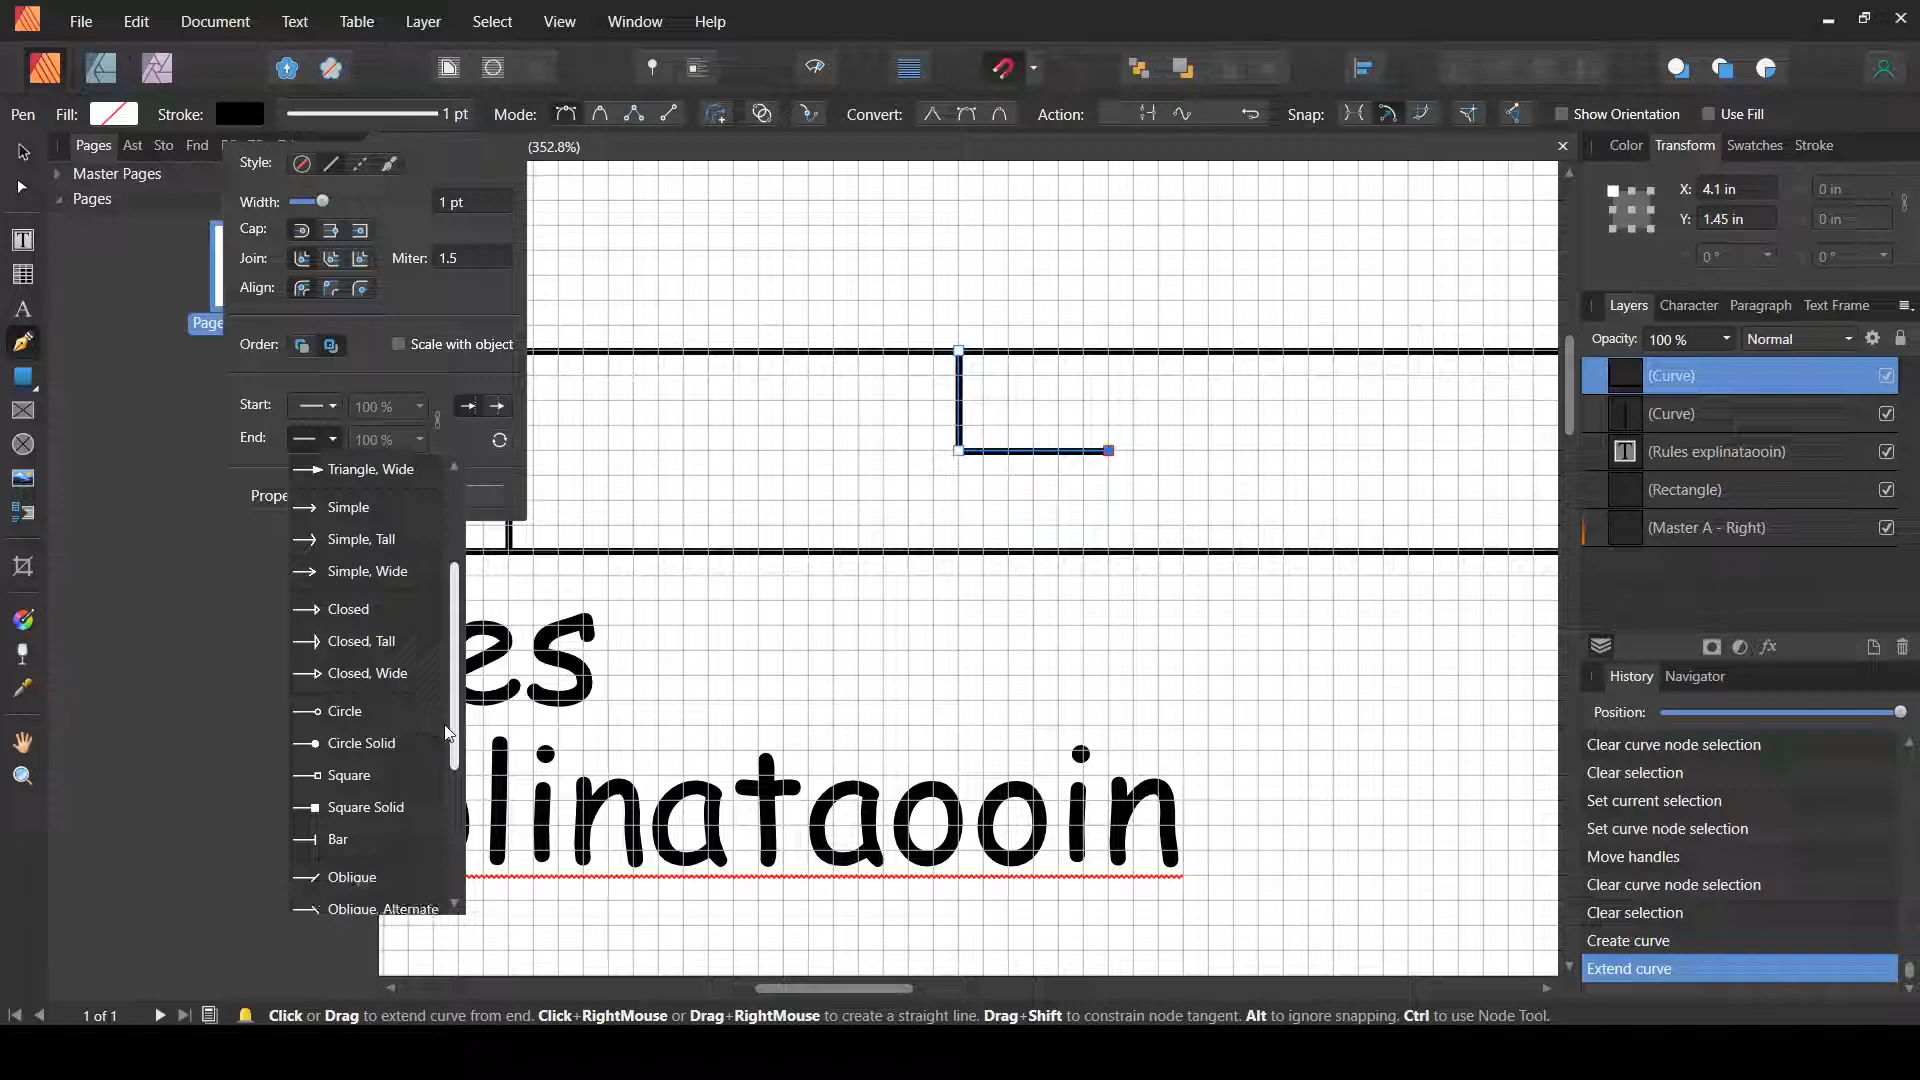 File Edit Document Text Table Layer Select View Window Help
Pen Fill: Stroke: 1 pt Mode: Convert: Action: Snap: Show Orientation Use Fill
Pages Ast Sto Fnd
(352.8%)
Master Pages
Pages
Page
Style:
Width: 1 pt
Cap:
Join: Miter: 1.5
Align:
Order: Scale with object
Start: 100 %
End: 100 %
Prope
Triangle, Wide
Simple
Simple, Tall
Simple, Wide
Closed
Closed, Tall
Closed, Wide
Circle
Circle Solid
Square
Square Solid
Bar
Oblique
Oblique, Alternate
es
linataooin
Color Transform Swatches Stroke
X: 4.1 in 0 in
Y: 1.45 in 0 in
0 ° 0 °
Layers Character Paragraph Text Frame
Opacity: 100 % Normal
(Curve)
(Curve)
(Rules explinataooin)
(Rectangle)
(Master A - Right)
History Navigator
Position:
Clear curve node selection
Clear selection
Set current selection
Set curve node selection
Move handles
Clear curve node selection
Clear selection
Create curve
Extend curve
1 of 1 Click or Drag to extend curve from end. Click+RightMouse or Drag+RightMouse to create a straight line. Drag+Shift to constrain node tangent. Alt to ignore snapping. Ctrl to use Node Tool.